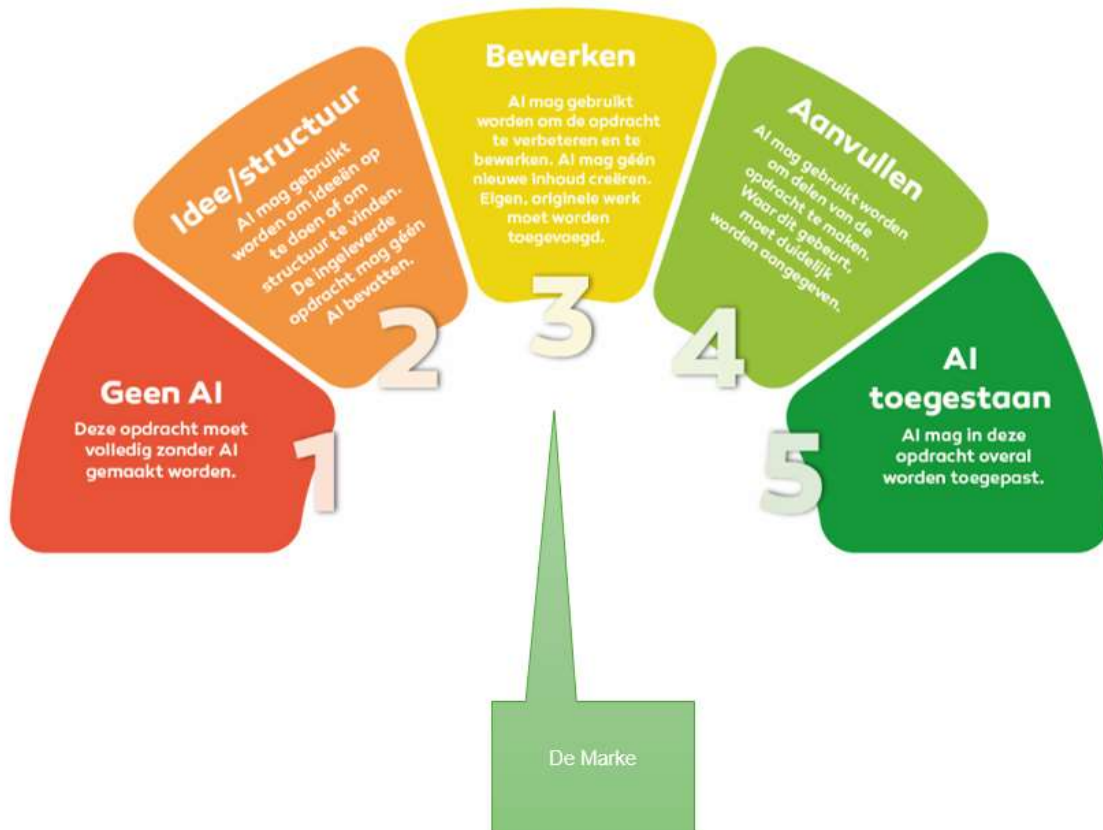 Geen AI
Deze opdracht moet
volledig zonder AI
gemaakt worden.
1
Idee/structuur
AI mag gebruikt
worden om ideeën op
te doen of om
structuur te vinden.
De ingeleverde
opdracht mag géén
AI bevatten.
2
Bewerken
AI mag gebruikt
worden om de opdracht
te verbeteren en te
bewerken. AI mag géén
nieuwe inhoud creëren.
Eigen, originele werk
moet worden
toegevoegd.
3
Aanvullen
AI mag gebruikt worden
om delen van de
opdracht te maken.
Waar dit gebeurt,
moet duidelijk
worden aangegeven.
4
AI
toegestaan
AI mag in deze
opdracht overal
worden toegepast.
5
De Marke